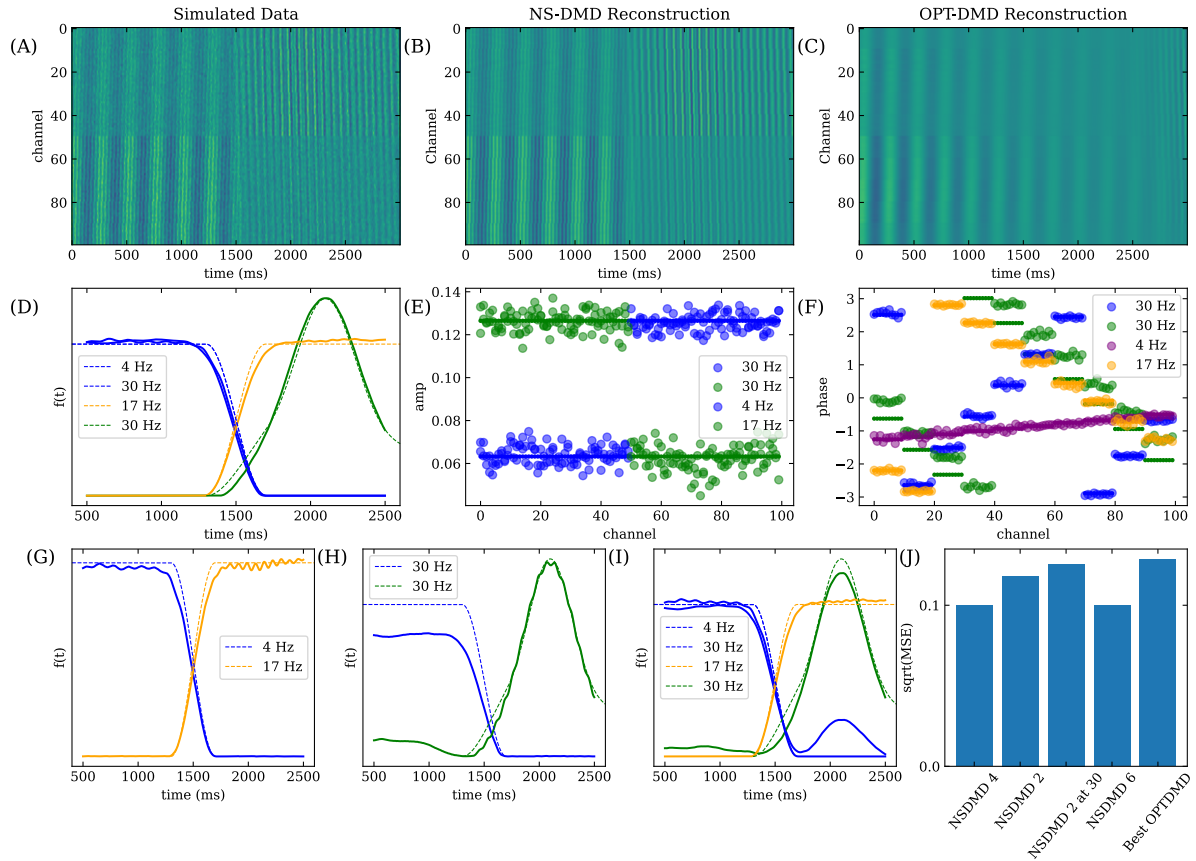 Simulated Data
NS-DMD Reconstruction
OPT-DMD Reconstruction
(A)
channel
0
20
40
60
80
0 500 1000 1500 2000 2500
time (ms)
(B)
Channel
0
20
40
60
80
0 500 1000 1500 2000 2500
time (ms)
(C)
Channel
0
20
40
60
80
0 500 1000 1500 2000 2500
time (ms)
(D)
f(t)
4 Hz
30 Hz
17 Hz
30 Hz
500 1000 1500 2000 2500
time (ms)
(E)
amp
0.14
0.12
0.10
0.08
0.06
30 Hz
30 Hz
4 Hz
17 Hz
0 20 40 60 80 100
channel
(F)
phase
3
2
1
0
−1
−2
−3
30 Hz
30 Hz
4 Hz
17 Hz
0 20 40 60 80 100
channel
(G)
f(t)
4 Hz
17 Hz
500 1000 1500 2000 2500
time (ms)
(H)
f(t)
30 Hz
30 Hz
500 1000 1500 2000 2500
time (ms)
(I)
f(t)
4 Hz
30 Hz
17 Hz
30 Hz
500 1000 1500 2000 2500
time (ms)
(J)
sqrt(MSE)
0.1
0.0
NSDMD 4
NSDMD 2
NSDMD 2 at 30
NSDMD 6
Best OPTDMD